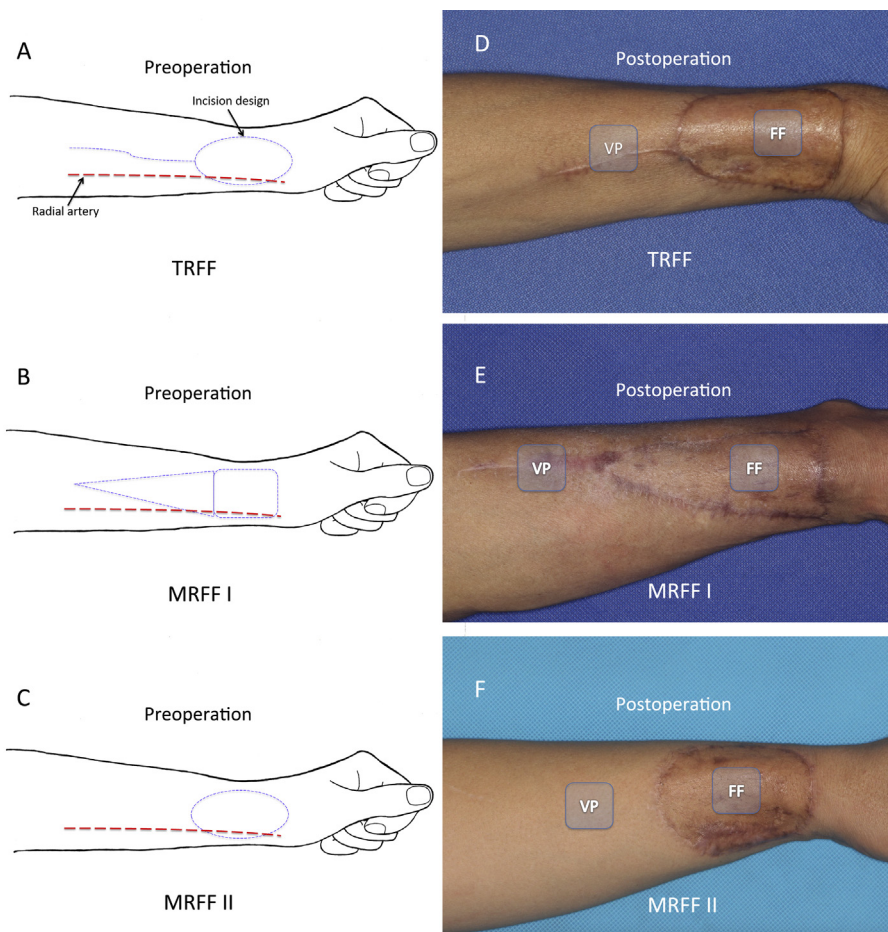 A
Preoperation
Incision design
Radial artery
TRFF
D
Postoperation
VP
FF
TRFF
B
Preoperation
MRFF I
E
Postoperation
VP
FF
MRFF I
C
Preoperation
MRFF II
F
Postoperation
VP
FF
MRFF II